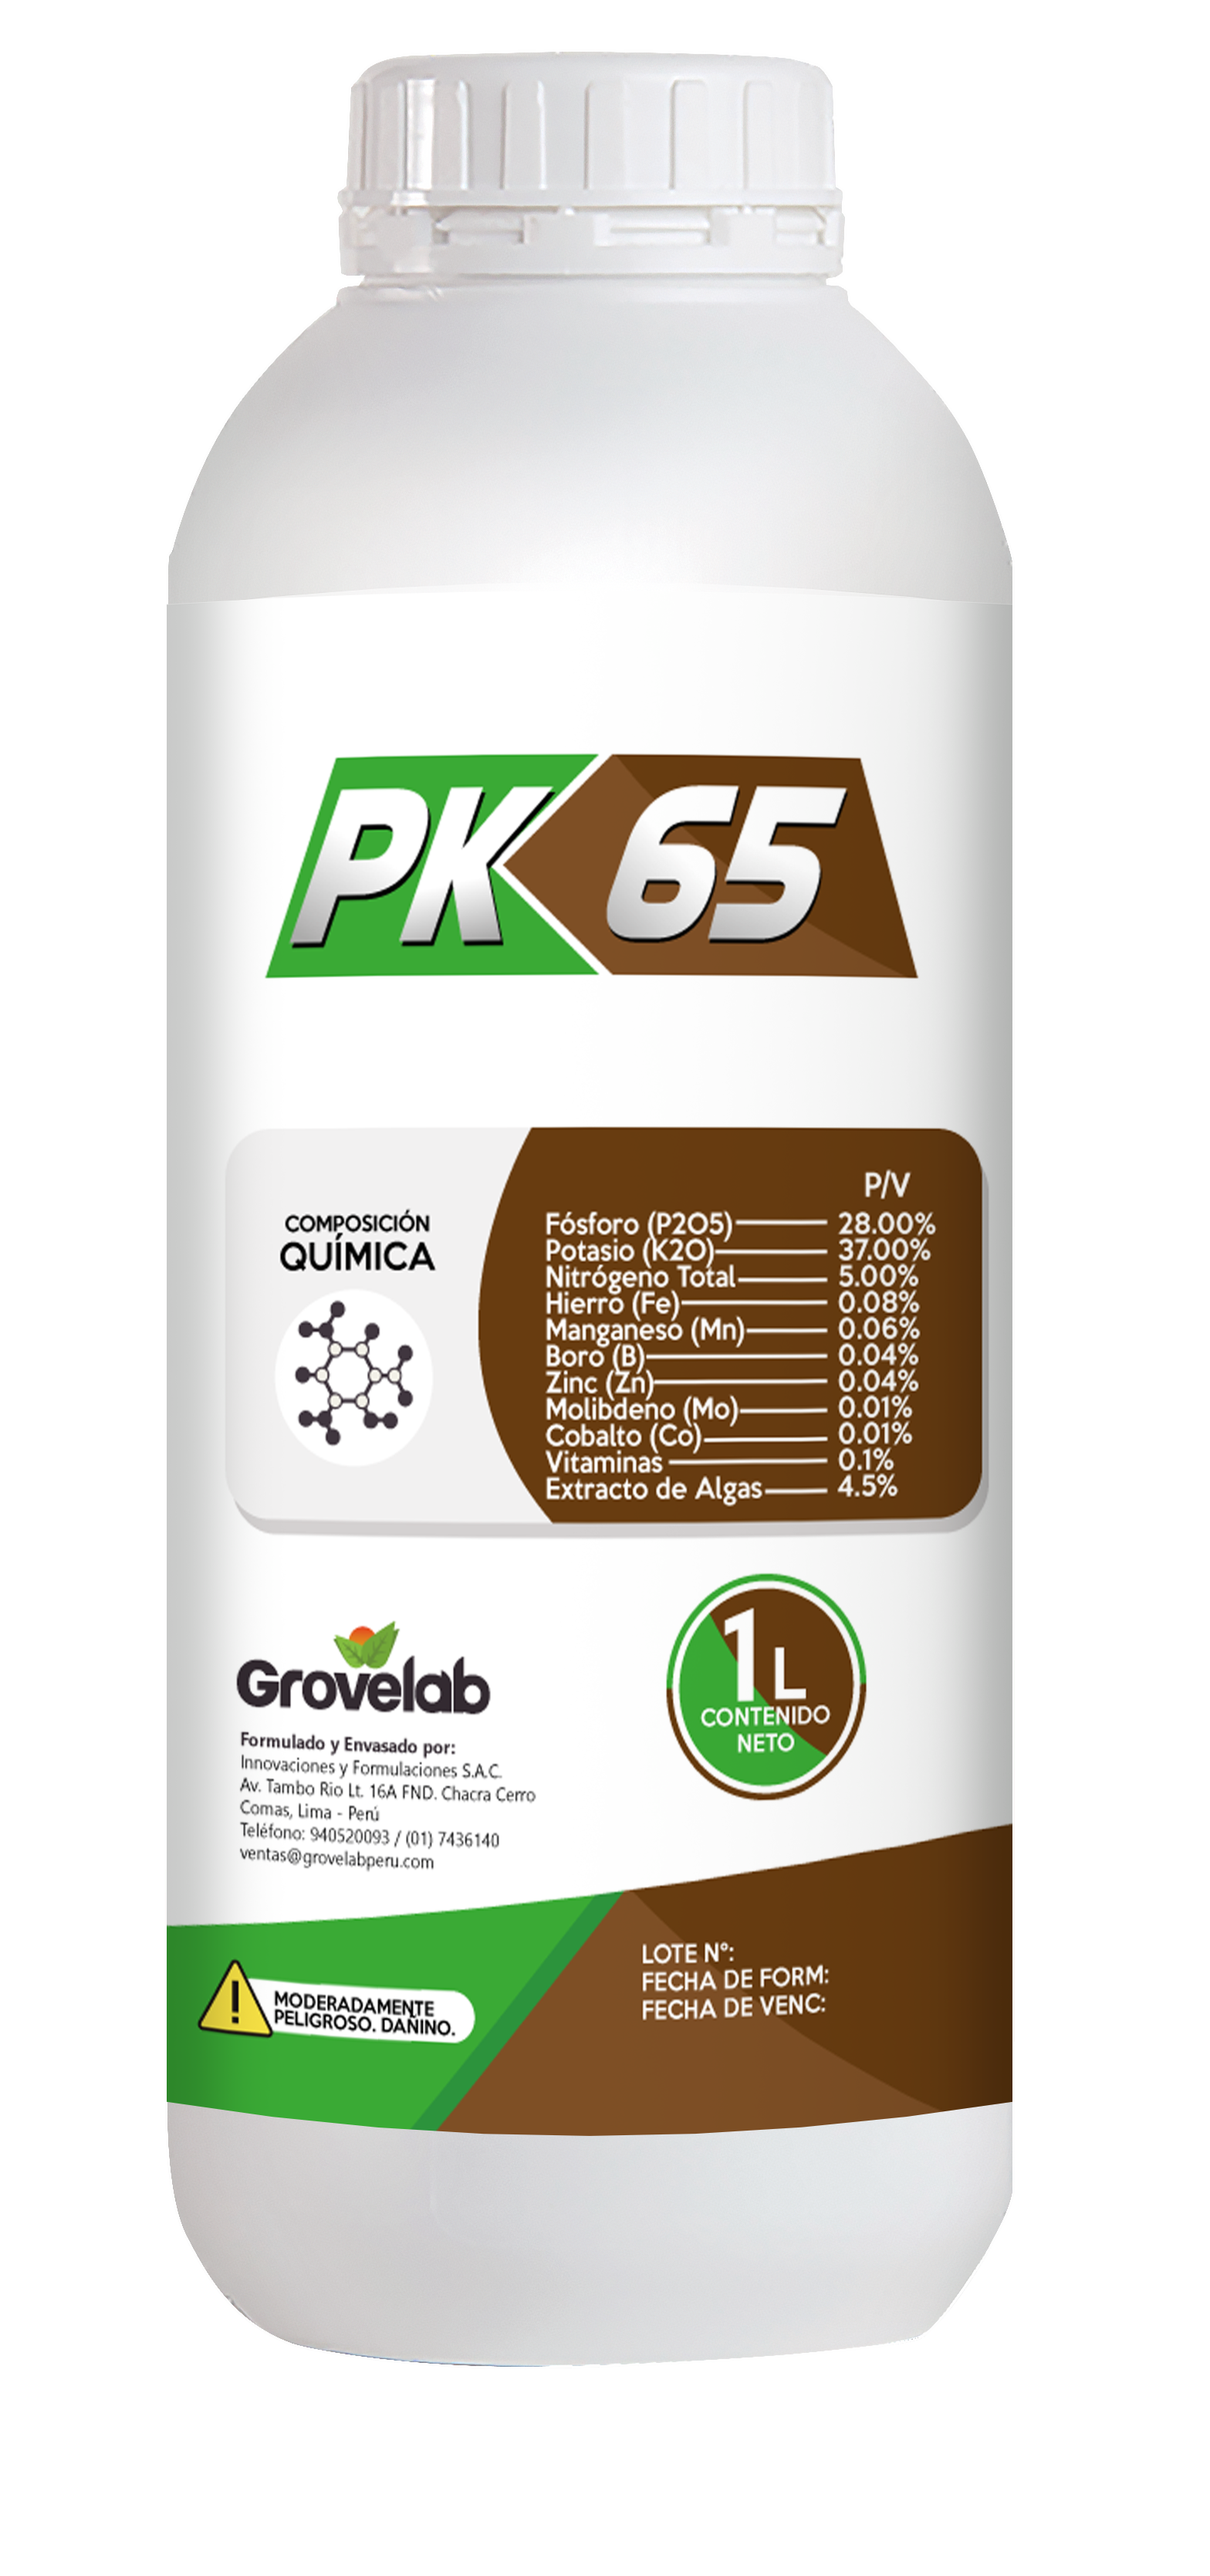 PK 65
COMPOSICIÓN
QUÍMICA
P/V
Fósforo (P2O5) 28.00%
Potasio (K2O) 37.00%
Nitrógeno Total 5.00%
Hierro (Fe) 0.08%
Manganeso (Mn) 0.06%
Boro (B) 0.04%
Zinc (Zn) 0.04%
Molibdeno (Mo) 0.01%
Cobalto (Co) 0.01%
Vitaminas 0.1%
Extracto de Algas 4.5%
1 L
CONTENIDO
NETO
Grovelab
Formulado y Envasado por:
Innovaciones y Formulaciones S.A.C.
Av. Tambo Rio Lt. 16A FND. Chacra Cerro
Comas, Lima - Perú
Teléfono: 940520093 / (01) 7436140
ventas@grovelabperu.com
MODERADAMENTE
PELIGROSO. DAÑINO.
LOTE N°:
FECHA DE FORM:
FECHA DE VENC: